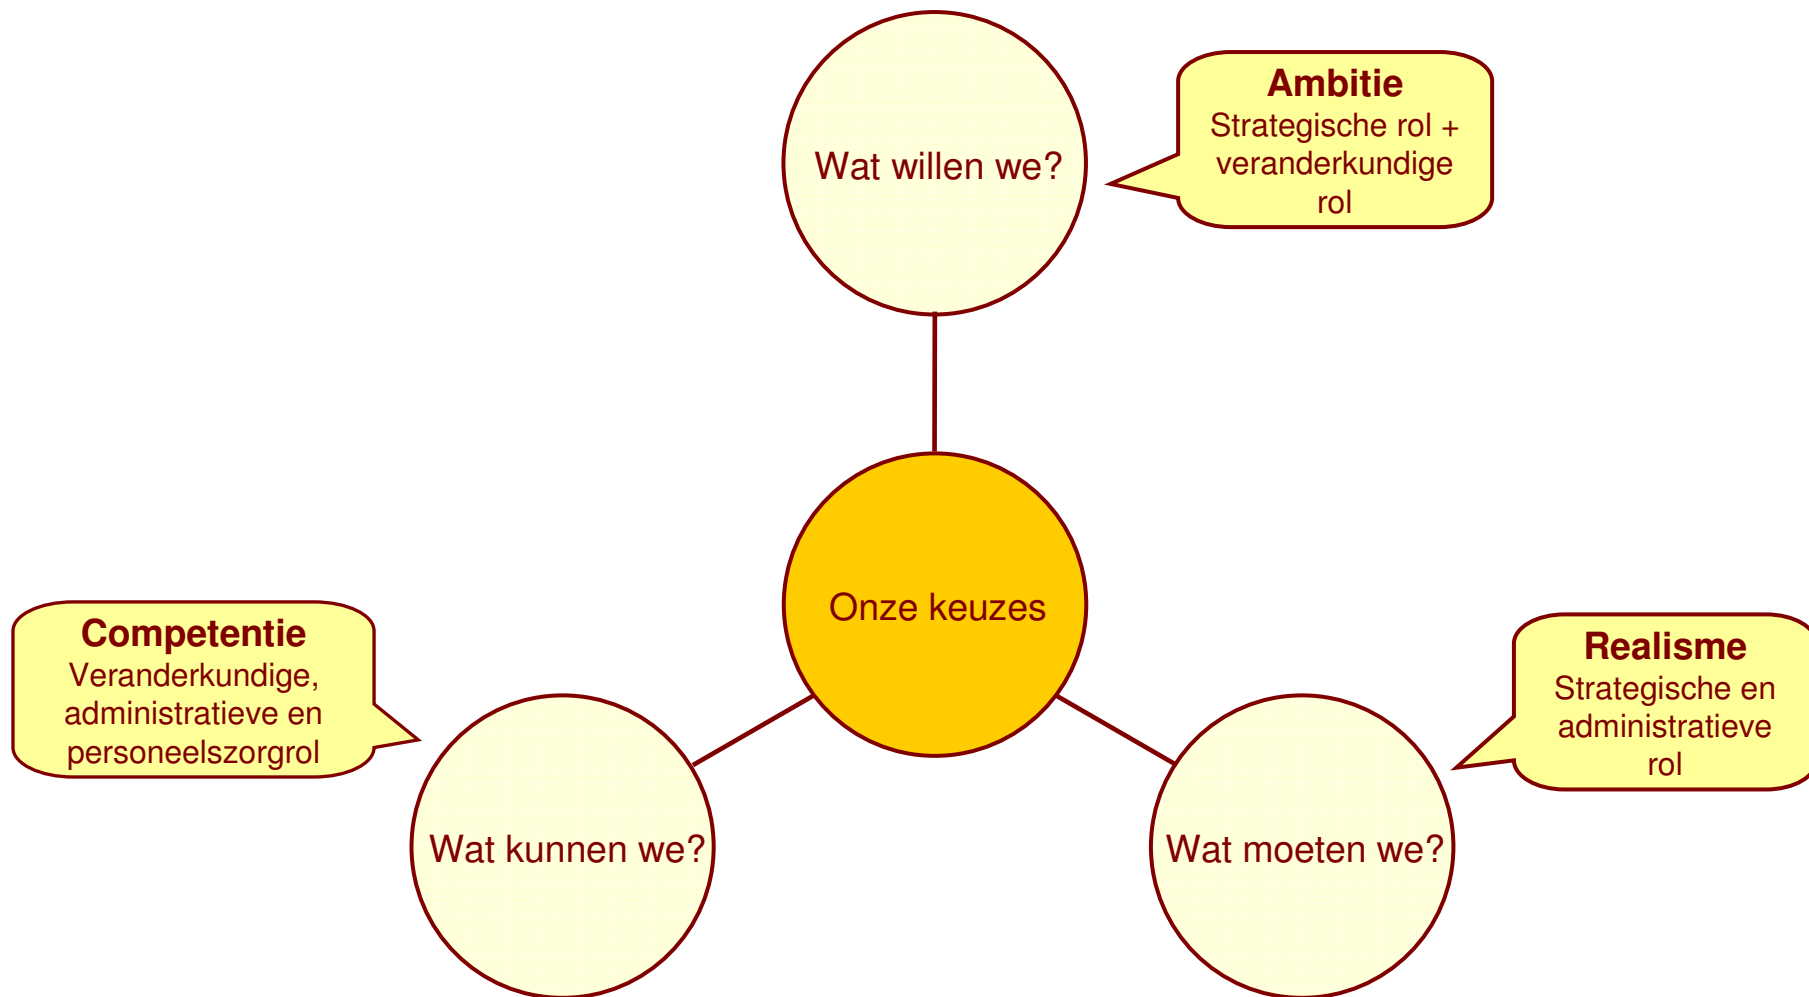 Wat willen we?
Ambitie
Strategische rol +
veranderkundige
rol
Onze keuzes
Competentie
Veranderkundige,
administratieve en
personeelszorgrol
Wat kunnen we?
Realisme
Strategische en
administratieve
rol
Wat moeten we?